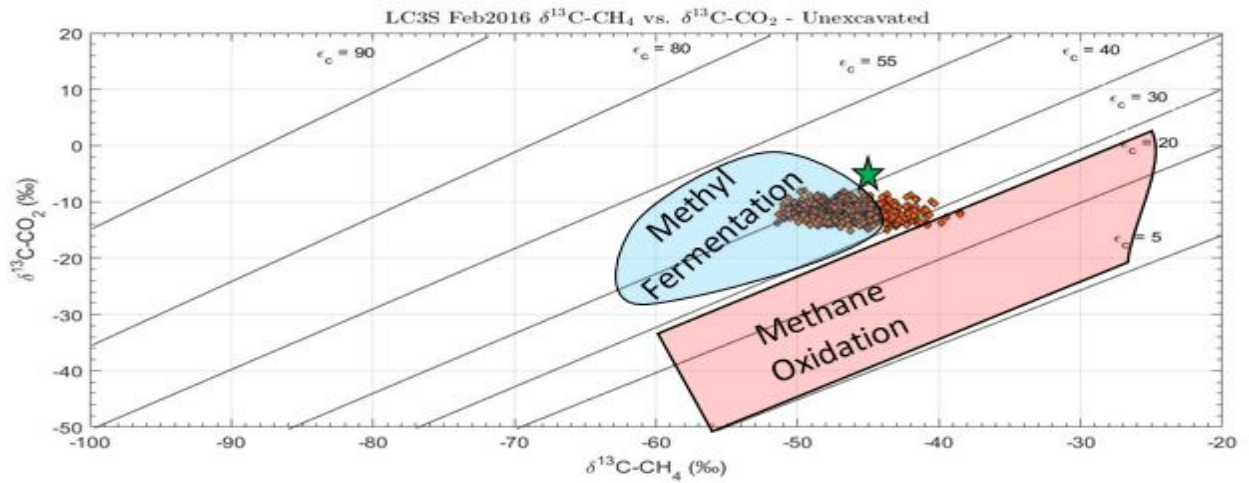 LC3S Feb2016 δ¹³C-CH₄ vs. δ¹³C-CO₂ - Unexcavated
20
10
0
-10
-20
-30
-40
-50
δ¹³C-CO₂ (‰)
ϵc = 90
ϵc = 80
ϵc = 55
ϵc = 40
ϵc = 30
ϵc = 20
ϵc = 5
Methyl
Fermentation
Methane
Oxidation
-100 -90 -80 -70 -60 -50 -40 -30 -20
δ¹³C-CH₄ (‰)